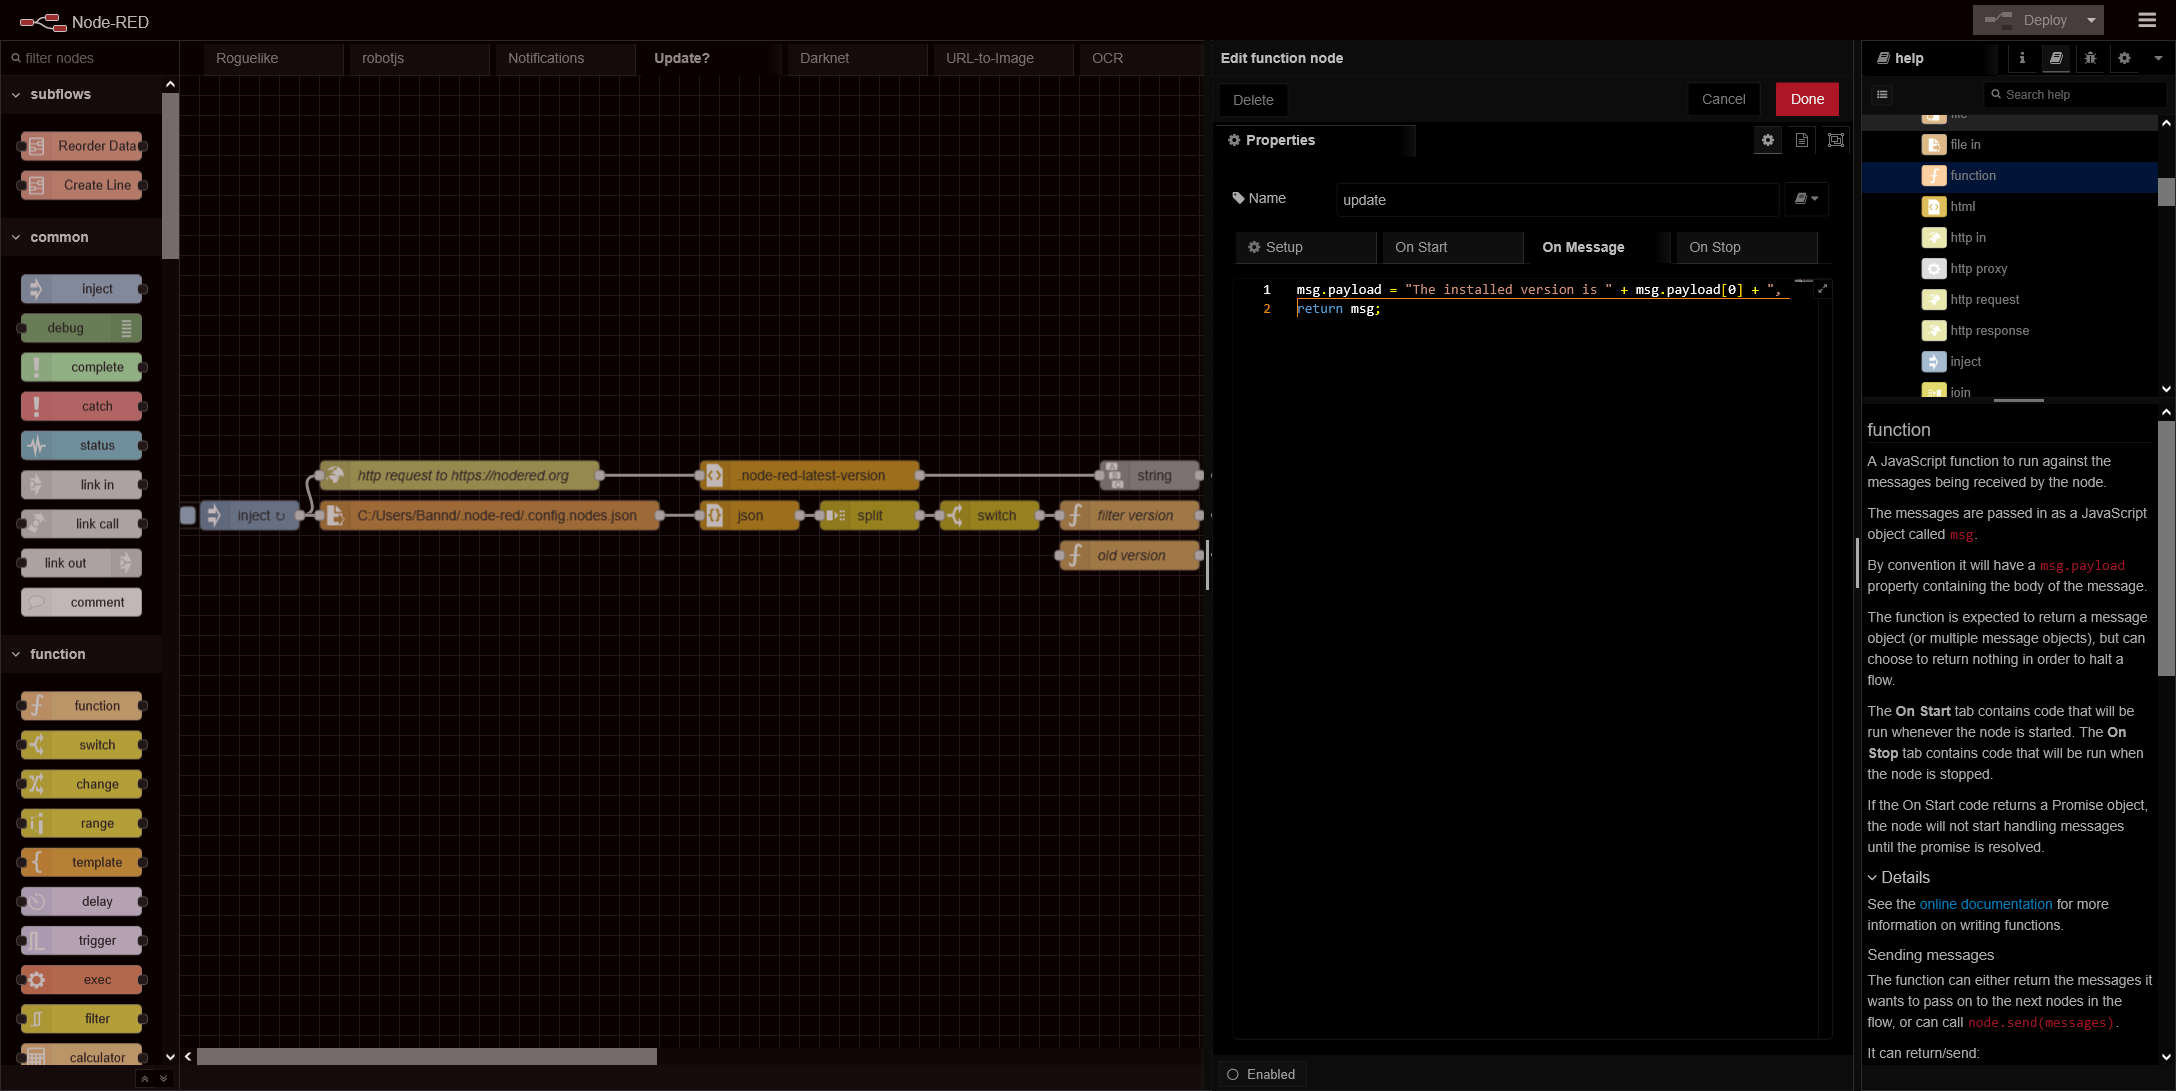 Node-RED
Deploy
filter nodes
Roguelike
robotjs
Notifications
Update?
Darknet
URL-to-Image
OCR
subflows
Reorder Data
Create Line
common
inject
debug
complete
catch
status
link in
link call
link out
comment
function
function
switch
change
range
template
delay
trigger
exec
filter
calculator
http request to https://nodered.org
.node-red-latest-version
string
inject ↻
C:/Users/Bannd/.node-red/.config.nodes.json
json
split
switch
filter version
old version
Edit function node
Delete
Cancel
Done
Properties
Name
update
Setup
On Start
On Message
On Stop
1 msg.payload = "The installed version is " + msg.payload[0] + ",
2 return msg;
Enabled
help
Search help
file
file in
function
html
http in
http proxy
http request
http response
inject
join
function
A JavaScript function to run against the
messages being received by the node.
The messages are passed in as a JavaScript
object called msg.
By convention it will have a msg.payload
property containing the body of the message.
The function is expected to return a message
object (or multiple message objects), but can
choose to return nothing in order to halt a
flow.
The On Start tab contains code that will be
run whenever the node is started. The On
Stop tab contains code that will be run when
the node is stopped.
If the On Start code returns a Promise object,
the node will not start handling messages
until the promise is resolved.
Details
See the online documentation for more
information on writing functions.
Sending messages
The function can either return the messages it
wants to pass on to the next nodes in the
flow, or can call node.send(messages).
It can return/send: